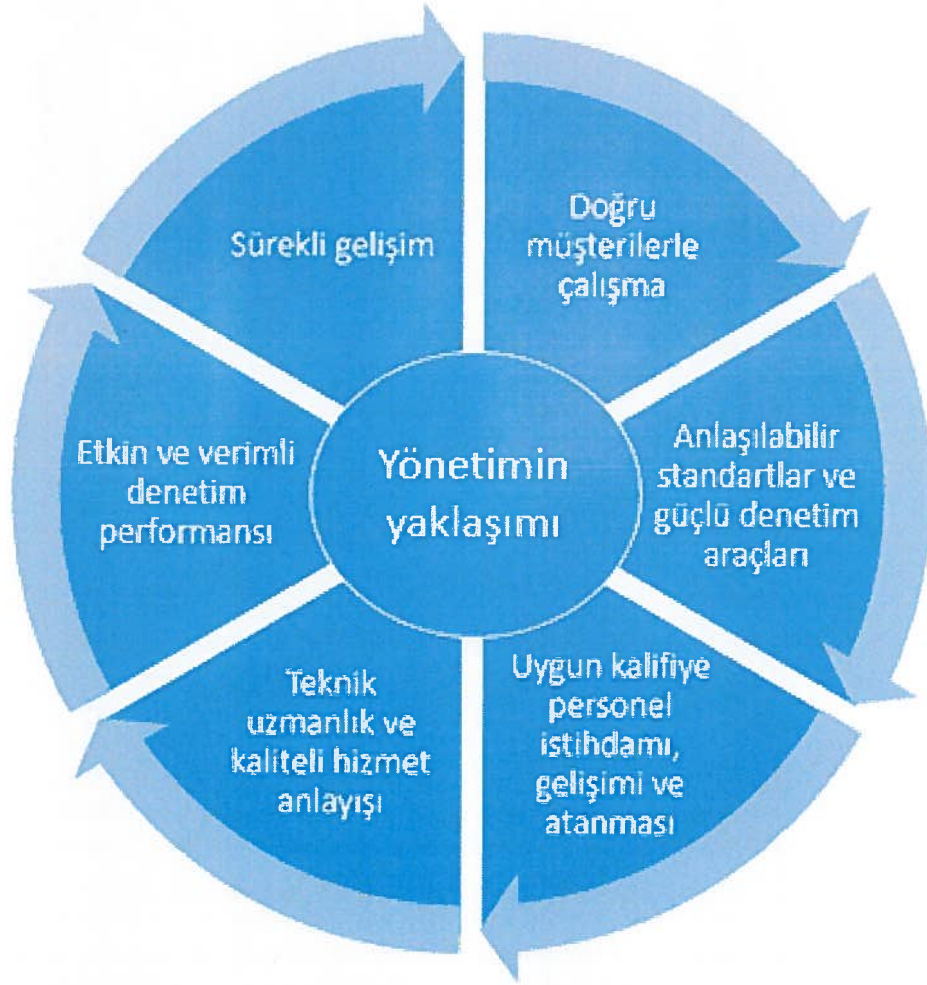 Doğru
müşterilerle
çalışma
Anlaşılabilir
standartlar ve
güçlü denetim
araçları
Uygun kalifiye
personel
istihdamı,
gelişimi ve
atanması
Teknik
uzmanlık ve
kaliteli hizmet
anlayışı
Etkin ve verimli
denetim
performansı
Sürekli gelişim
Yönetimin
yaklaşımı